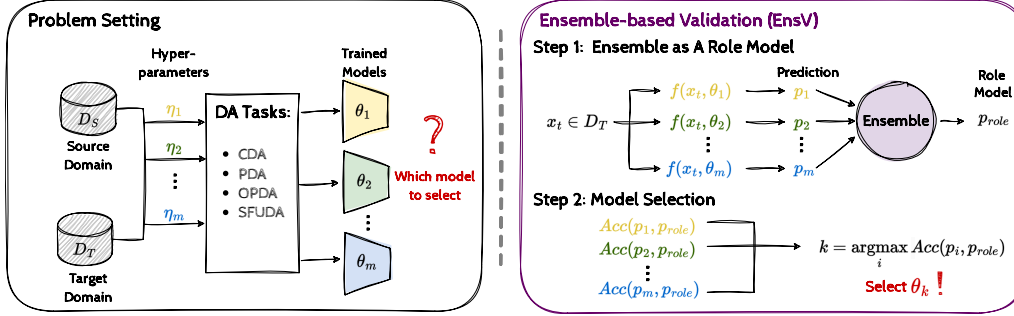 Problem Setting
Hyper-
parameters
Trained
Models
D_S
Source
Domain
D_T
Target
Domain
η_1
η_2
⋮
η_m
DA Tasks:
• CDA
• PDA
• OPDA
• SFUDA
θ_1
θ_2
⋮
θ_m
?
Which model
to select
Ensemble-based Validation (EnsV)
Step 1: Ensemble as A Role Model
Prediction
Role
Model
x_t ∈ D_T
f(x_t, θ_1) p_1
f(x_t, θ_2) p_2
⋮ ⋮
f(x_t, θ_m) p_m
Ensemble
p_role
Step 2: Model Selection
Acc(p_1, p_role)
Acc(p_2, p_role)
⋮
Acc(p_m, p_role)
k = argmax_i Acc(p_i, p_role)
Select θ_k !